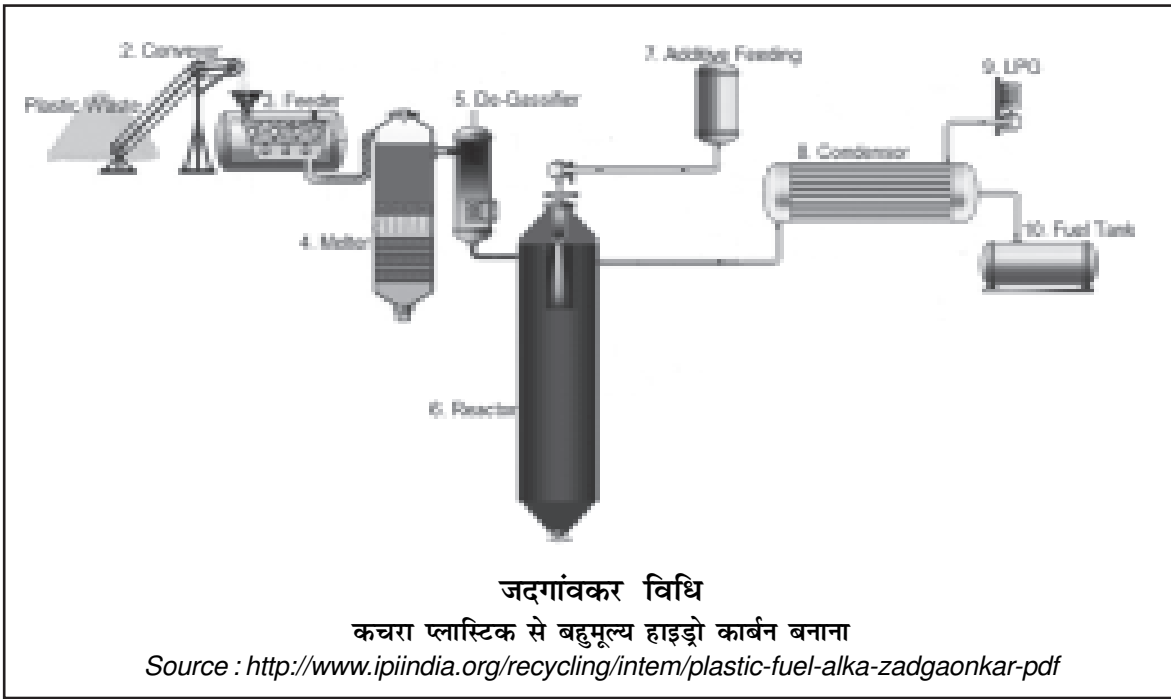 2. Conveyor
Plastic Waste
3. Feeder
5. De-Gasifier
7. Additive Feeding
9. LPG
4. Meltor
8. Condensor
10. Fuel Tank
6. Reactor
जदगांवकर विधि
कचरा प्लास्टिक से बहुमूल्य हाइड्रो कार्बन बनाना
Source : http://www.ipiindia.org/recycling/intem/plastic-fuel-alka-zadgaonkar-pdf